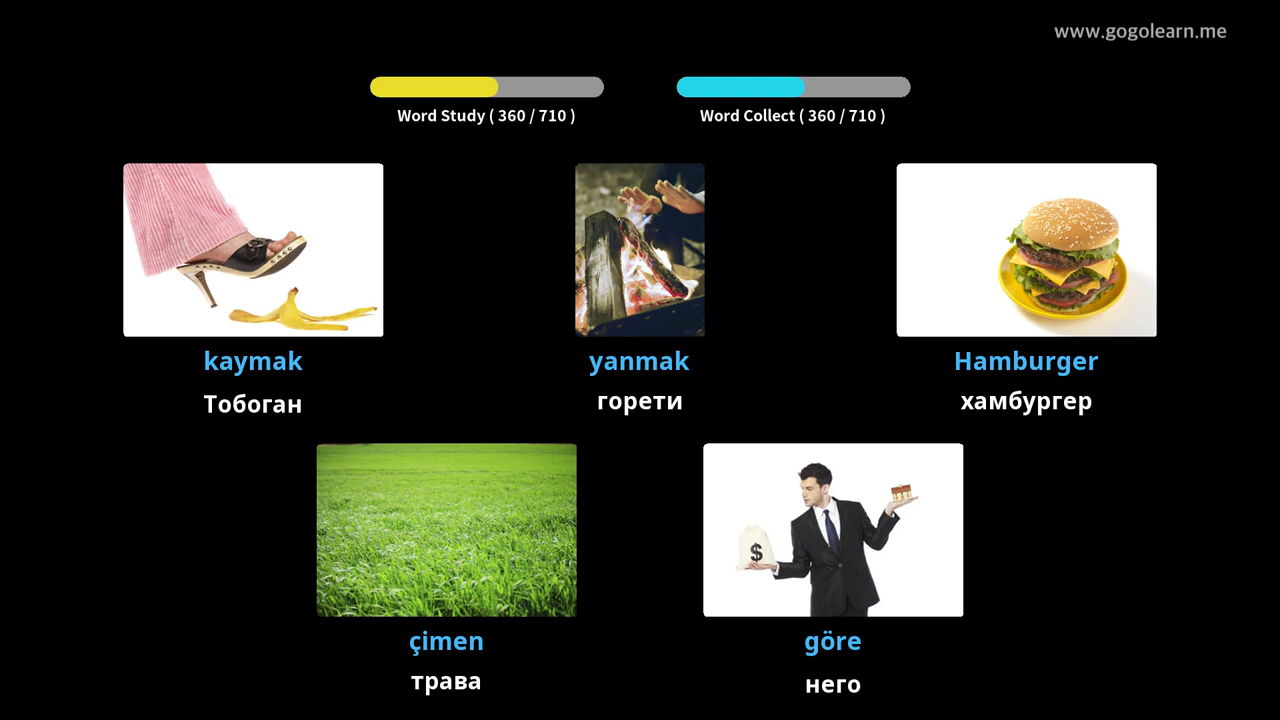 www.gogolearn.me
Word Study ( 360 / 710 )
Word Collect ( 360 / 710 )
kaymak
Тобоган
yanmak
горети
Hamburger
хамбургер
$
çimen
трава
göre
него